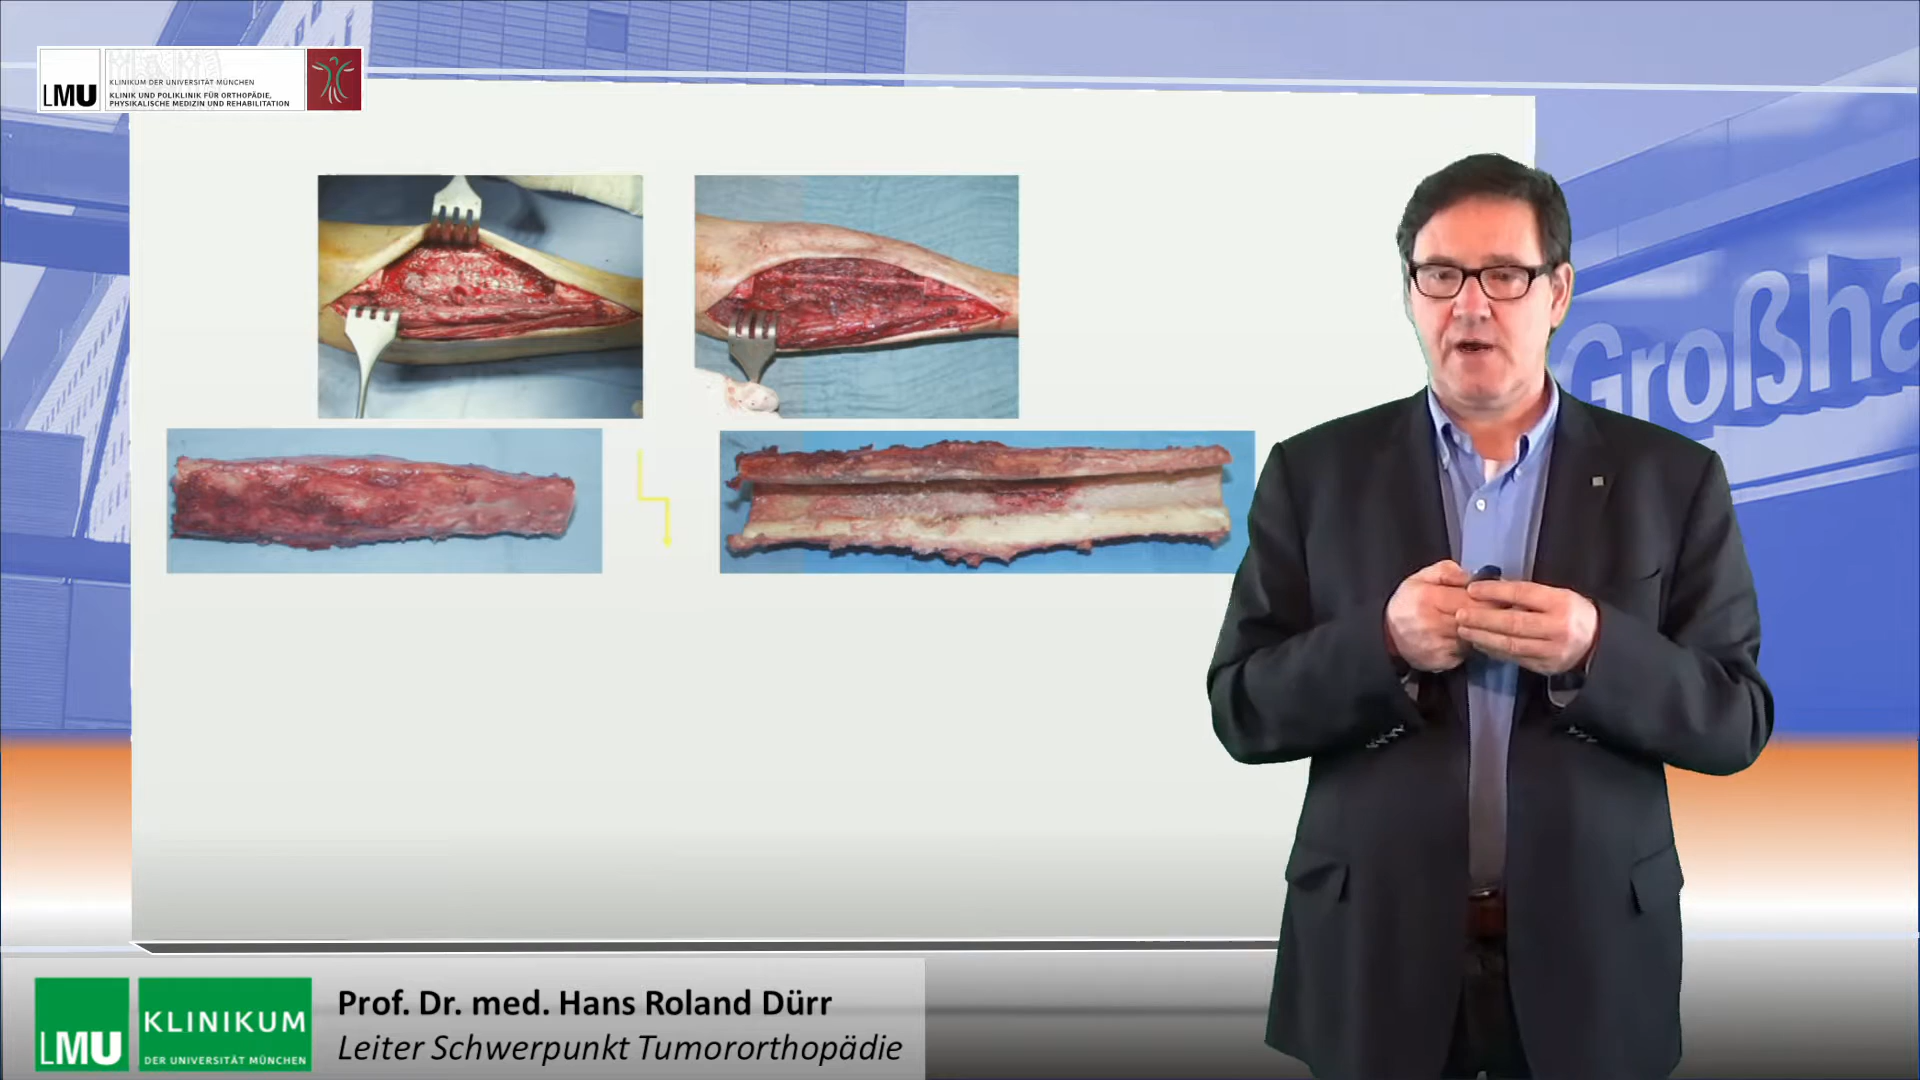 LMU
KLINIKUM DER UNIVERSITÄT MÜNCHEN
KLINIK UND POLIKLINIK FÜR ORTHOPÄDIE,
PHYSIKALISCHE MEDIZIN UND REHABILITATION
Großha
LMU
KLINIKUM
DER UNIVERSITÄT MÜNCHEN
Prof. Dr. med. Hans Roland Dürr
Leiter Schwerpunkt Tumororthopädie